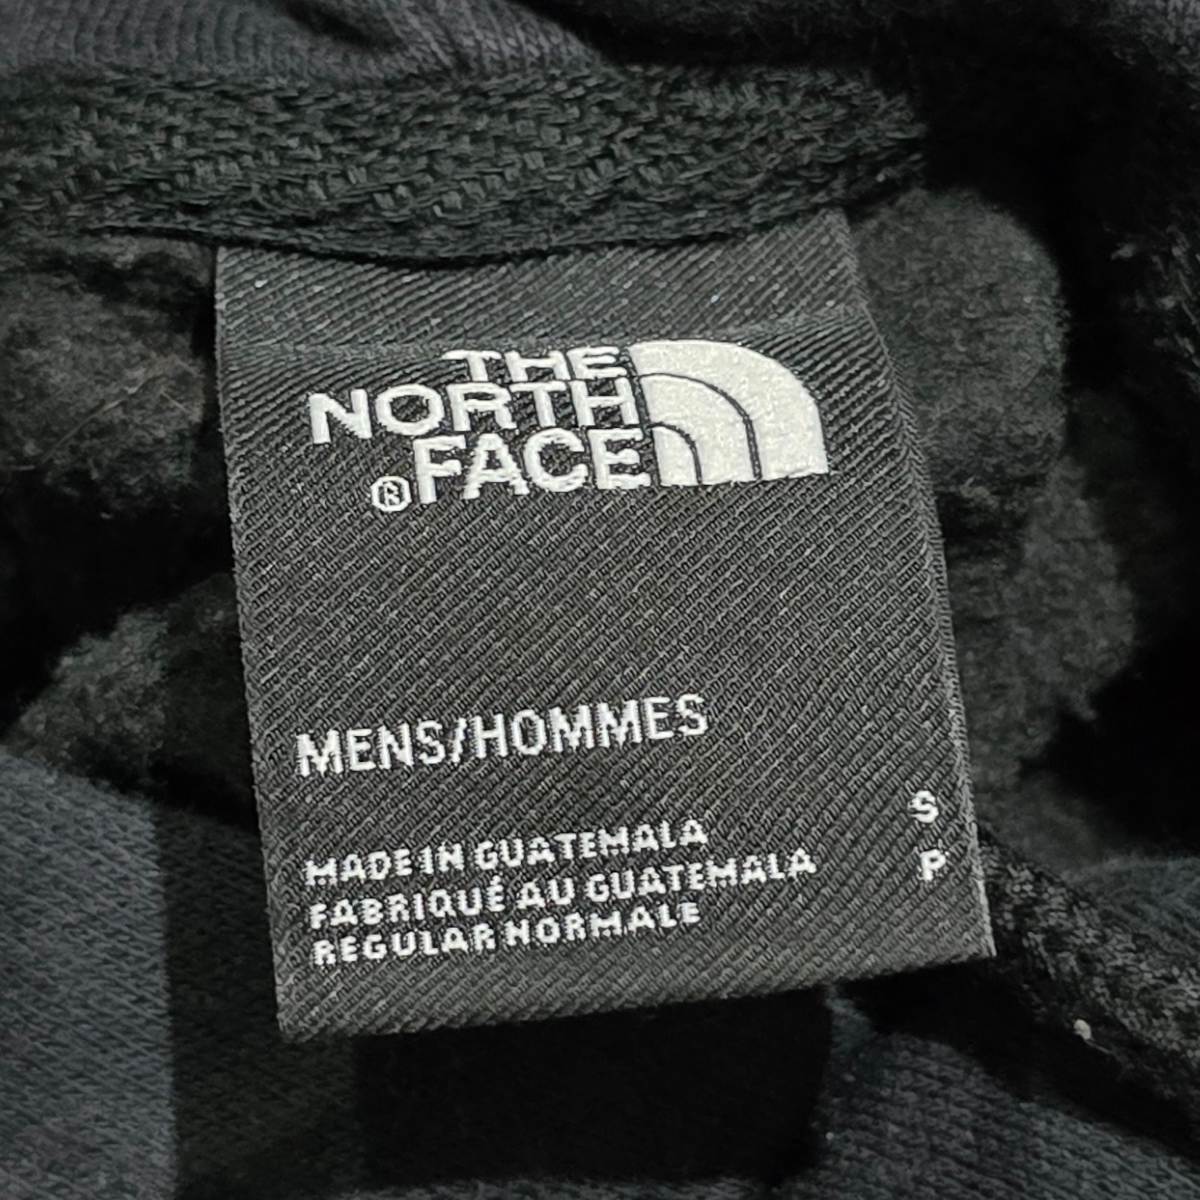 THE
NORTH
®FACE
MENS/HOMMES
MADE IN GUATEMALA
FABRIQUÉ AU GUATEMALA
REGULAR NORMALE
S
P